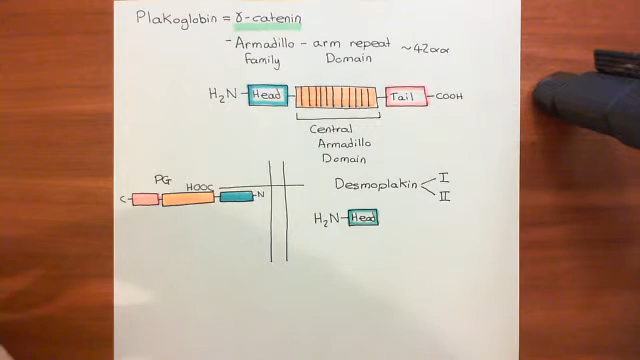 Plakoglobin = γ-catenin
- Armadillo - arm repeat ~42
Family Domain
H₂N Head Tail COOH
Central
Armadillo
Domain
PG
HOOC
C N
Desmoplakin I
II
H₂N Head